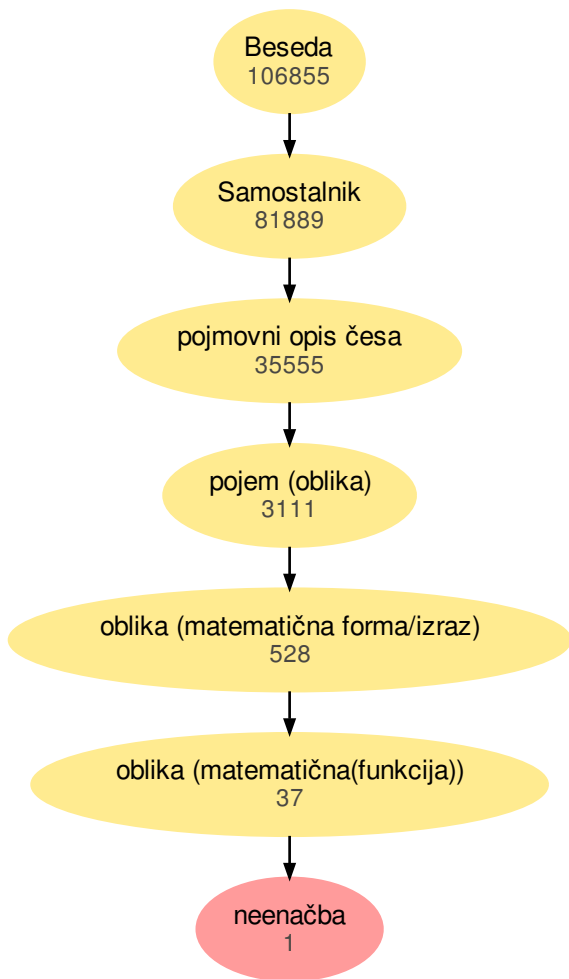 Beseda
106855
Samostalnik
81889
pojmovni opis česa
35555
pojem (oblika)
3111
oblika (matematična forma/izraz)
528
oblika (matematična(funkcija))
37
neenačba
1